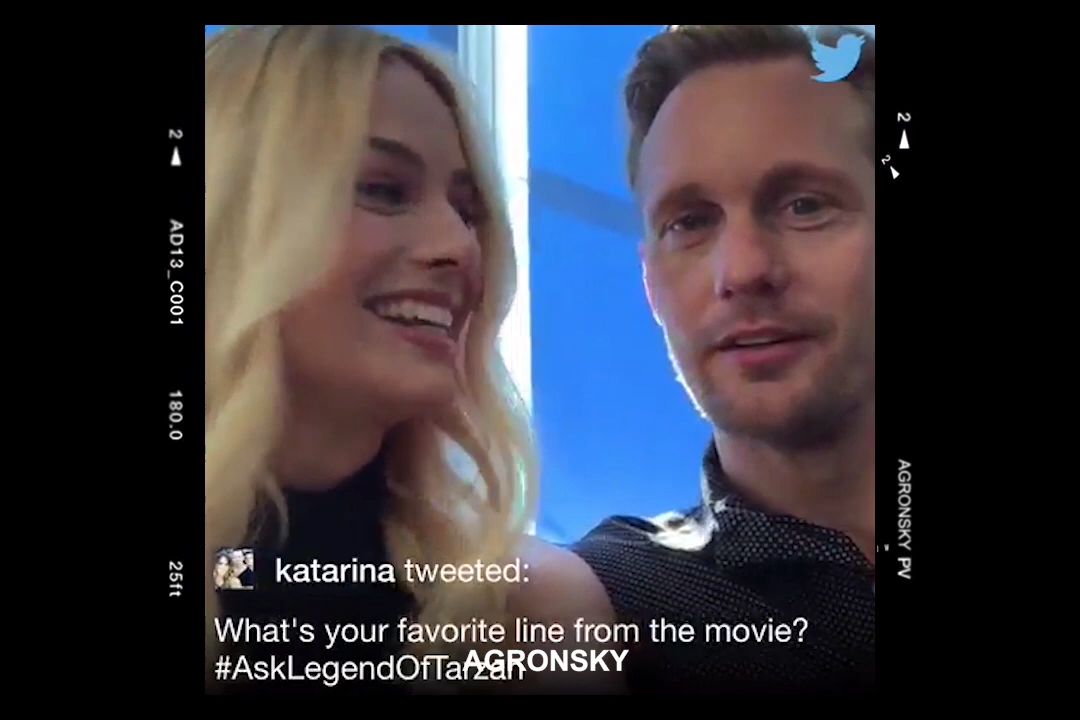 2
AD13_C001
180.0
25ft
katarina tweeted:
What's your favorite line from the movie?
#AskLegendOfTarzan
AGRONSKY
2
2
AGRONSKY PV